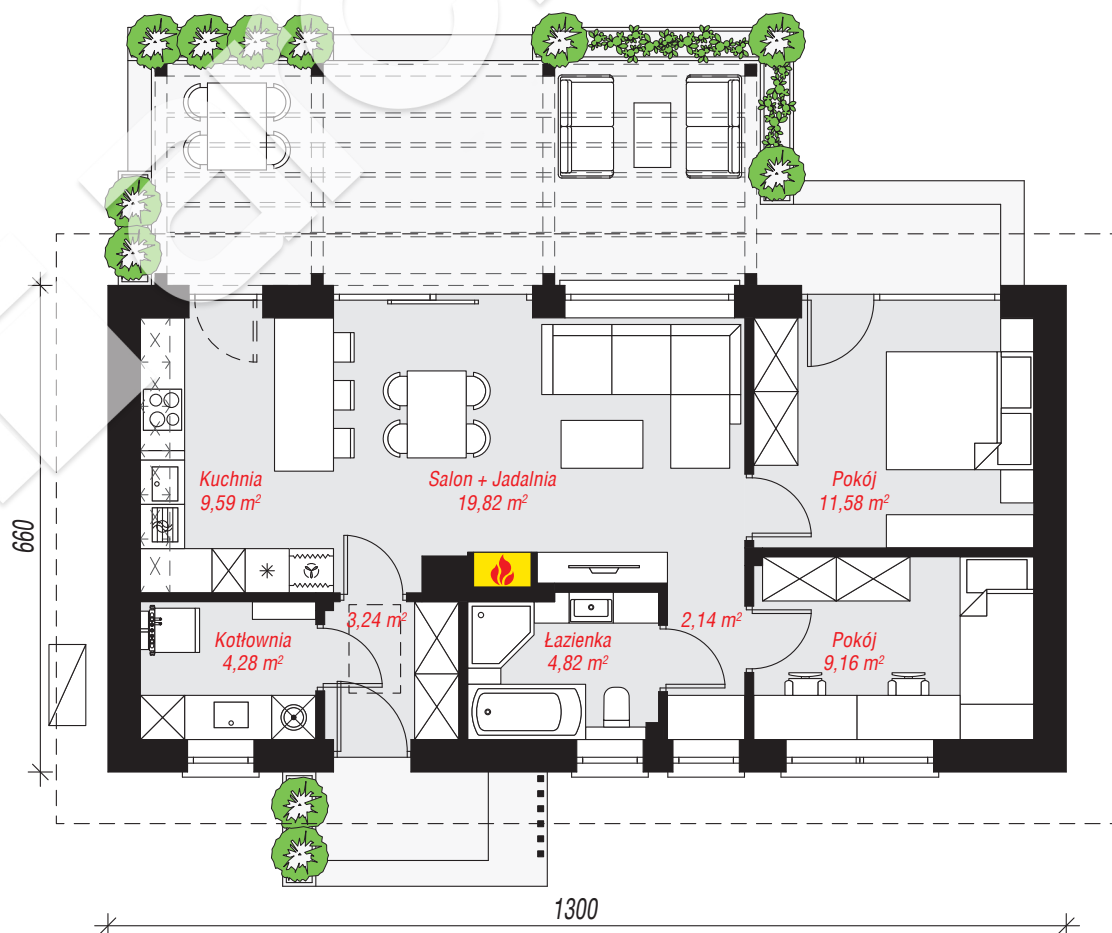 Kuchnia
9,59 m²
Salon + Jadalnia
19,82 m²
Pokój
11,58 m²
660
3,24 m²
Kotłownia
4,28 m²
Łazienka
4,82 m²
2,14 m²
Pokój
9,16 m²
1300